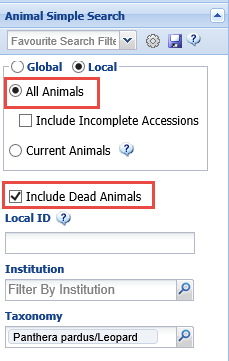 Animal Simple Search
Favourite Search Filte
Global Local
All Animals
Include Incomplete Accessions
Current Animals
Include Dead Animals
Local ID
Institution
Filter By Institution
Taxonomy
Panthera pardus/Leopard